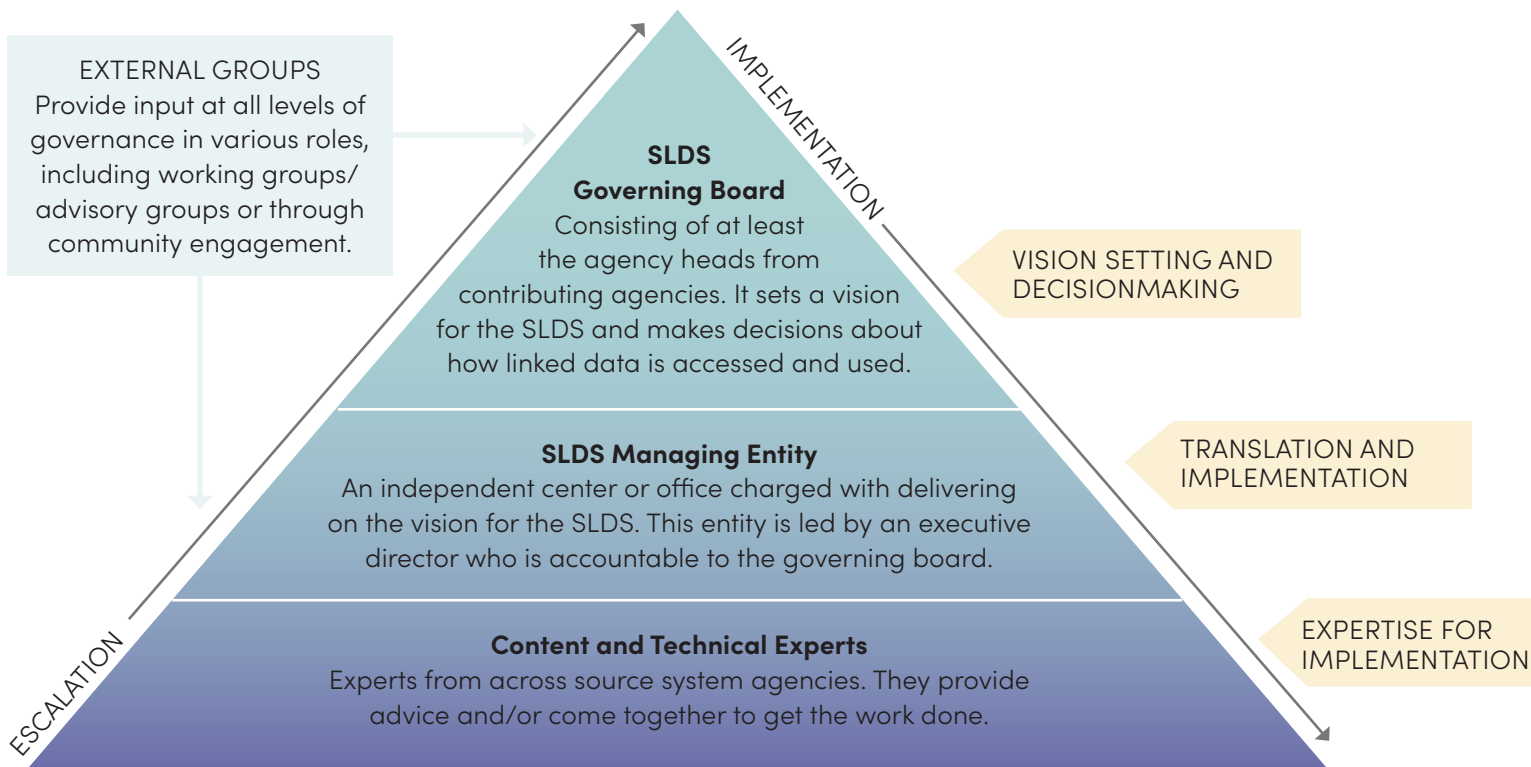 EXTERNAL GROUPS
Provide input at all levels of
governance in various roles,
including working groups/
advisory groups or through
community engagement.
ESCALATION
IMPLEMENTATION
SLDS
Governing Board
Consisting of at least
the agency heads from
contributing agencies. It sets a vision
for the SLDS and makes decisions about
how linked data is accessed and used.
VISION SETTING AND
DECISIONMAKING
SLDS Managing Entity
An independent center or office charged with delivering
on the vision for the SLDS. This entity is led by an executive
director who is accountable to the governing board.
TRANSLATION AND
IMPLEMENTATION
Content and Technical Experts
Experts from across source system agencies. They provide
advice and/or come together to get the work done.
EXPERTISE FOR
IMPLEMENTATION